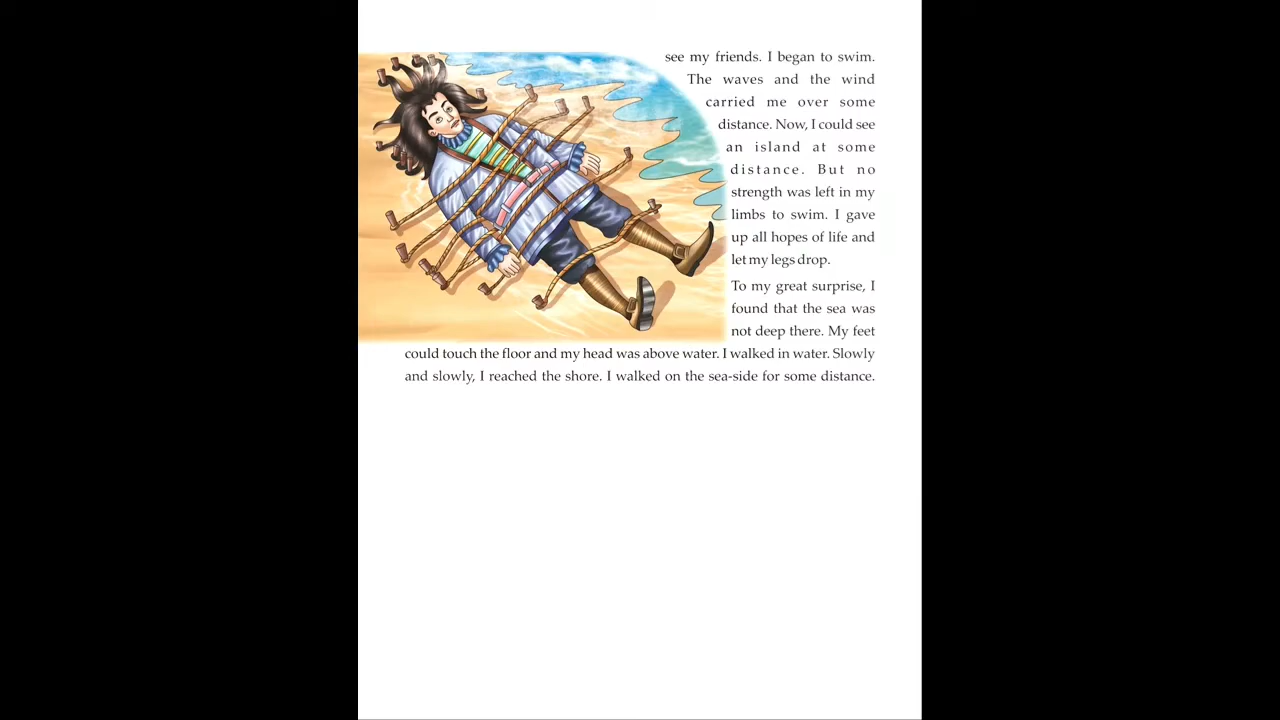 see my friends. I began to swim.
The waves and the wind
carried me over some
distance. Now, I could see
an island at some
distance. But no
strength was left in my
limbs to swim. I gave
up all hopes of life and
let my legs drop.
To my great surprise, I
found that the sea was
not deep there. My feet
could touch the floor and my head was above water. I walked in water. Slowly
and slowly, I reached the shore. I walked on the sea-side for some distance.